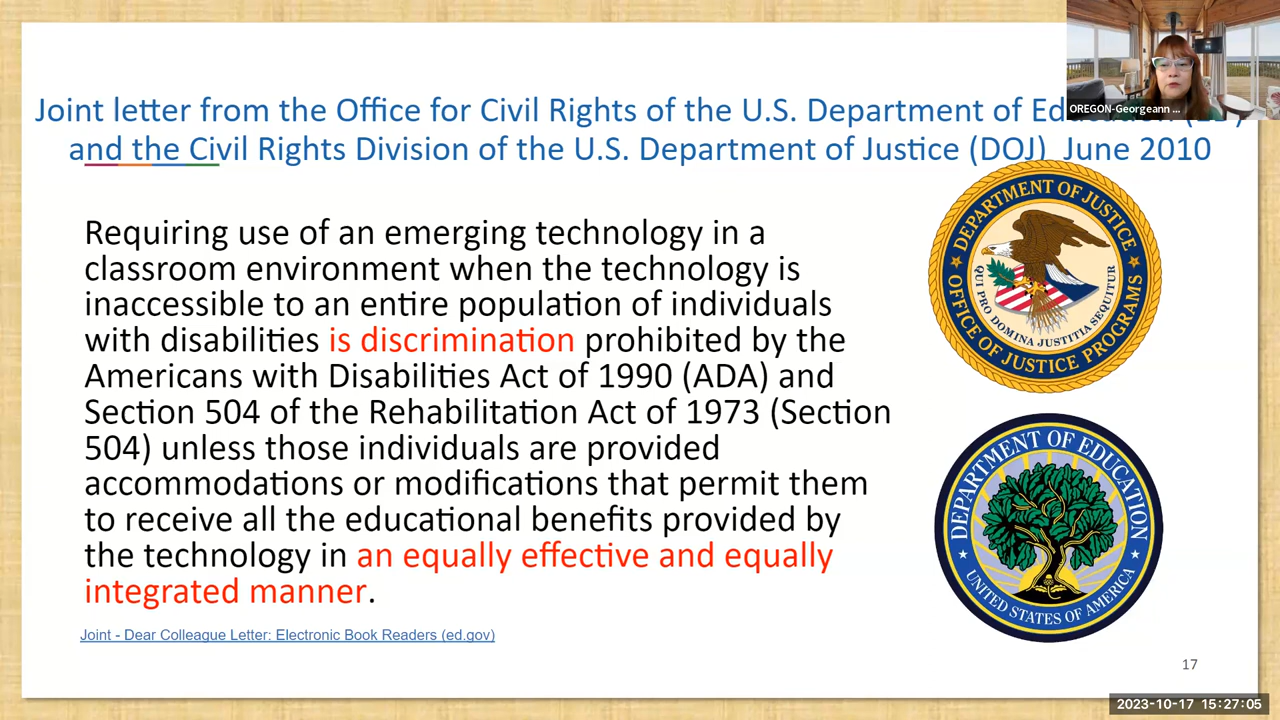 Joint letter from the Office for Civil Rights of the U.S. Department of
and the Civil Rights Division of the U.S. Department of Justice (DOJ) June 2010
OREGON-Georgeann ...
Requiring use of an emerging technology in a
classroom environment when the technology is
inaccessible to an entire population of individuals
with disabilities is discrimination prohibited by the
Americans with Disabilities Act of 1990 (ADA) and
Section 504 of the Rehabilitation Act of 1973 (Section
504) unless those individuals are provided
accommodations or modifications that permit them
to receive all the educational benefits provided by
the technology in an equally effective and equally
integrated manner.
Joint - Dear Colleague Letter: Electronic Book Readers (ed.gov)
DEPARTMENT OF JUSTICE
QUI PRO DOMINA JUSTITIA SEQUITUR
OFFICE OF JUSTICE PROGRAMS
DEPARTMENT OF EDUCATION
UNITED STATES OF AMERICA
17
2023-10-17 15:27:05